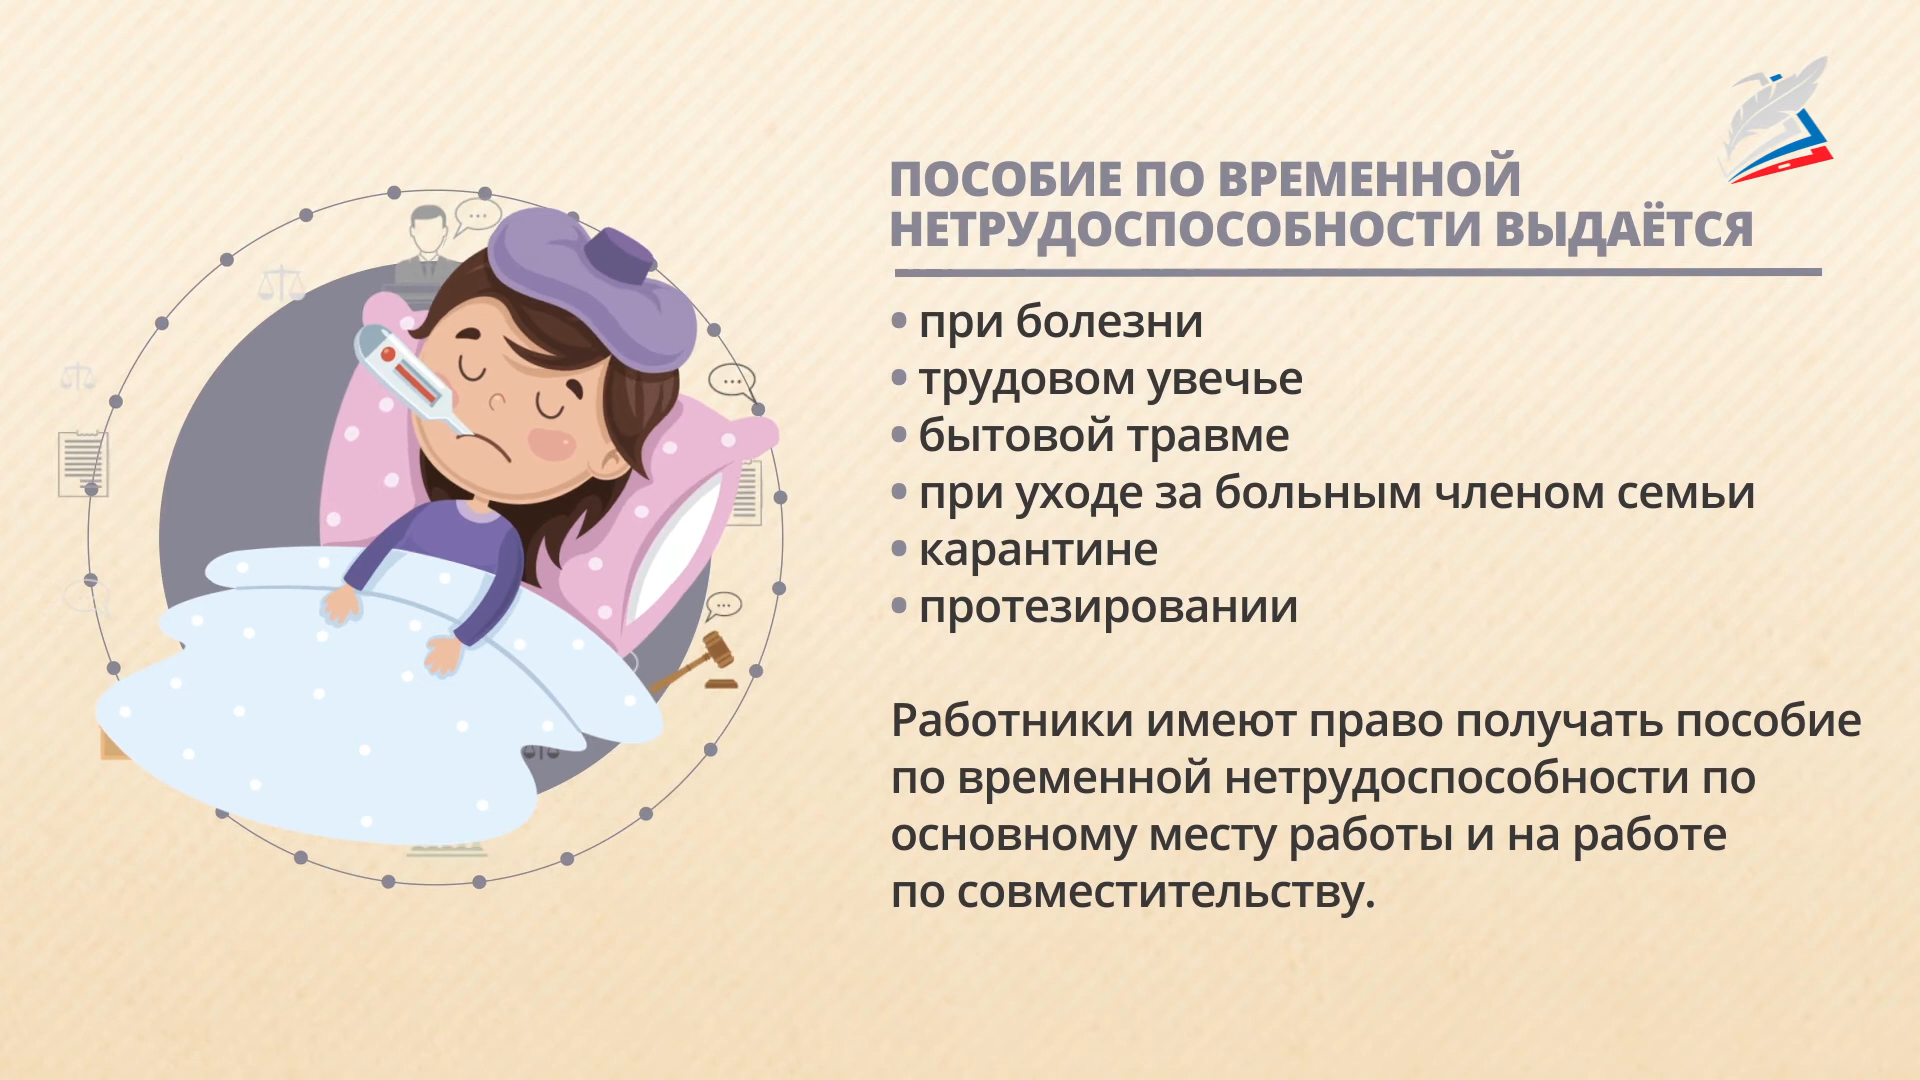 ПОСОБИЕ ПО ВРЕМЕННОЙ
НЕТРУДОСПОСОБНОСТИ ВЫДАЁТСЯ
• при болезни
• трудовом увечье
• бытовой травме
• при уходе за больным членом семьи
• карантине
• протезировании
Работники имеют право получать пособие
по временной нетрудоспособности по
основному месту работы и на работе
по совместительству.